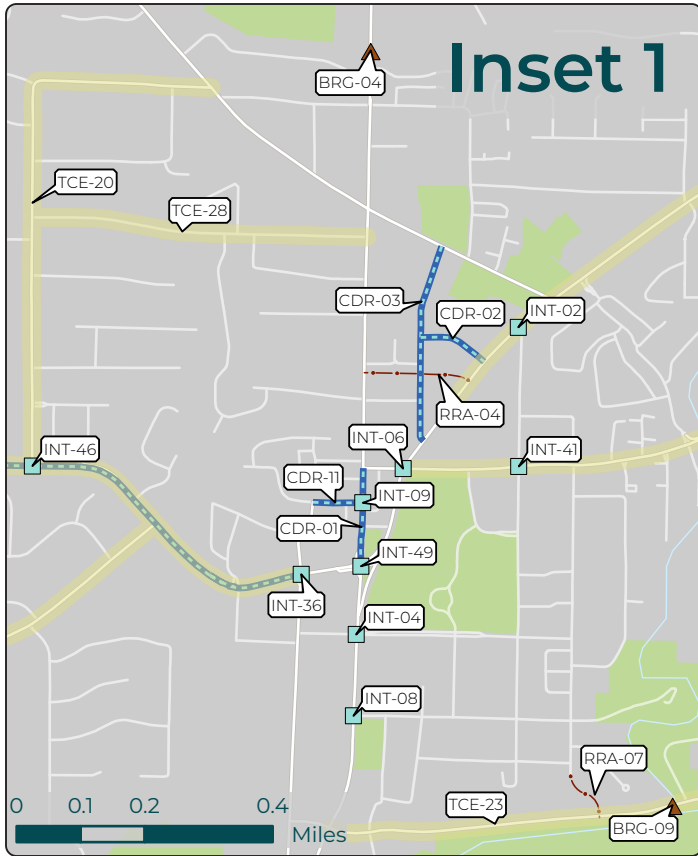 Inset 1
BRG-04
TCE-20
TCE-28
CDR-03
CDR-02
INT-02
RRA-04
INT-06
INT-46
INT-41
CDR-11
INT-09
CDR-01
INT-49
INT-36
INT-04
INT-08
RRA-07
TCE-23
BRG-09
0 0.1 0.2 0.4
Miles